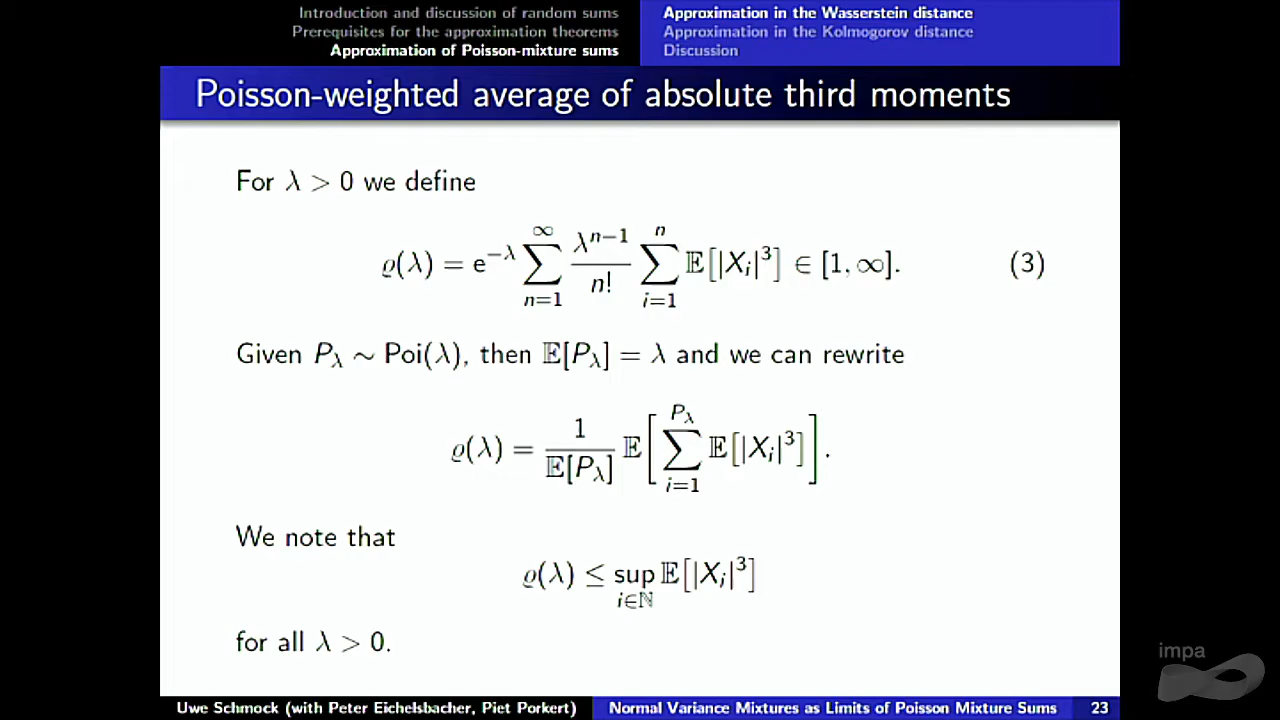 Introduction and discussion of random sums
Prerequisites for the approximation theorems
Approximation of Poisson-mixture sums
Approximation in the Wasserstein distance
Approximation in the Kolmogorov distance
Discussion
Poisson-weighted average of absolute third moments
For λ > 0 we define
ϱ(λ) = e^{−λ} ∑_{n=1}^{∞} λ^{n−1}/n! ∑_{i=1}^{n} 𝔼[|X_i|^3] ∈ [1, ∞]. (3)
Given P_λ ∼ Poi(λ), then 𝔼[P_λ] = λ and we can rewrite
ϱ(λ) = 1/𝔼[P_λ] 𝔼[∑_{i=1}^{P_λ} 𝔼[|X_i|^3]].
We note that
ϱ(λ) ≤ sup_{i∈ℕ} 𝔼[|X_i|^3]
for all λ > 0.
impa
Uwe Schmock (with Peter Eichelsbacher, Piet Porkert) Normal Variance Mixtures as Limits of Poisson Mixture Sums 23